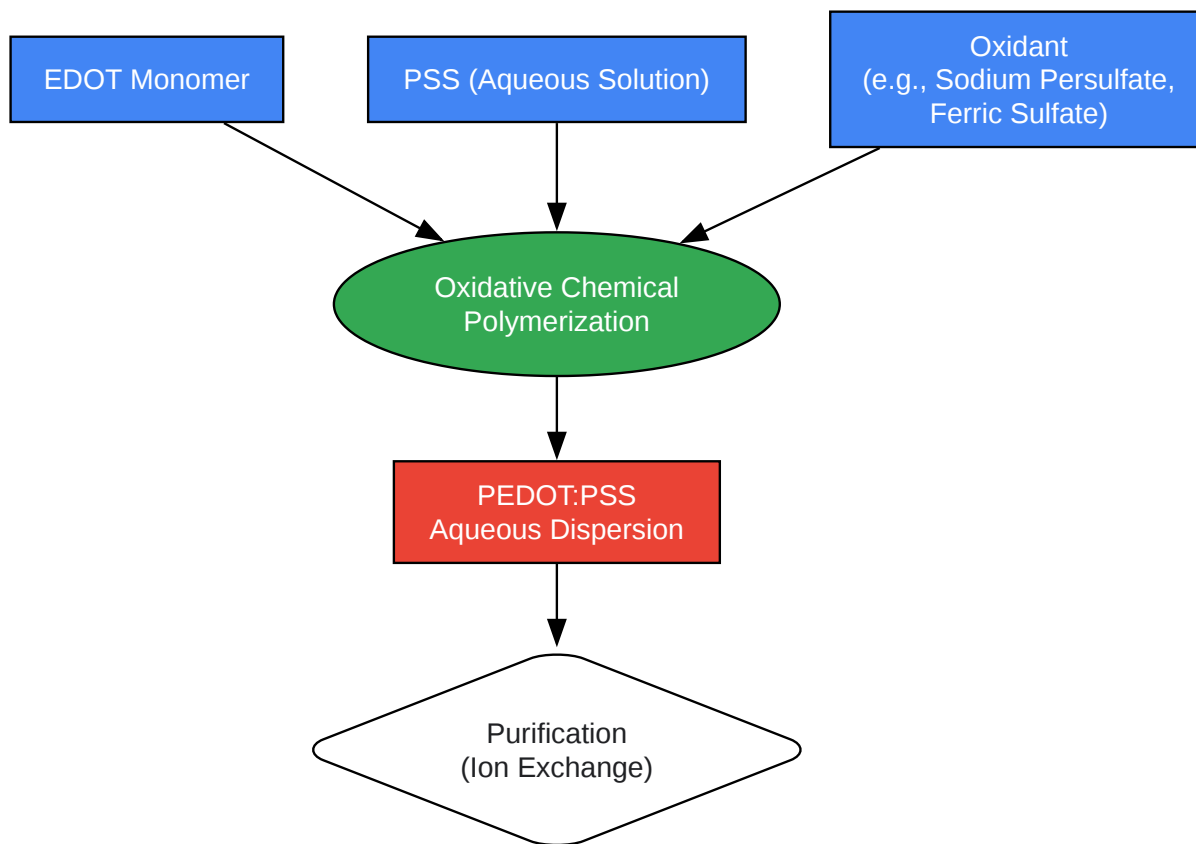 EDOT Monomer
PSS (Aqueous Solution)
Oxidant
(e.g., Sodium Persulfate,
Ferric Sulfate)
Oxidative Chemical
Polymerization
PEDOT:PSS
Aqueous Dispersion
Purification
(Ion Exchange)